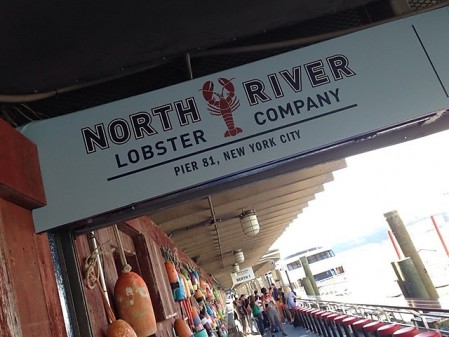 NORTH RIVER
LOBSTER COMPANY
PIER 81, NEW YORK CITY